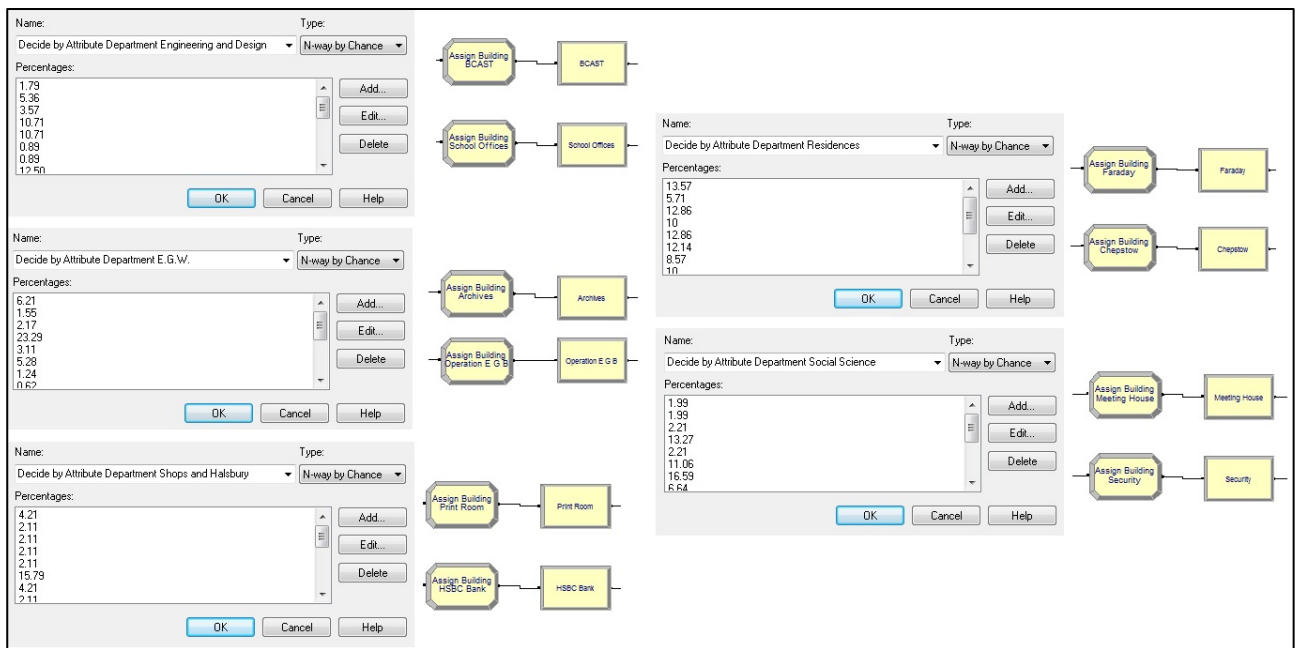 Name:
Type:
Decide by Attribute Department Engineering and Design
N-way by Chance
Percentages:
1.79
5.36
3.57
10.71
10.71
0.89
0.89
12.50
Add...
Edit...
Delete
OK
Cancel
Help
Assign Building
BCAST
BCAST
Assign Building
School Offices
School Offices
Name:
Type:
Decide by Attribute Department E.G.W.
N-way by Chance
Percentages:
6.21
1.55
2.17
23.29
3.11
5.28
1.24
0.62
Add...
Edit...
Delete
OK
Cancel
Help
Assign Building
Archives
Archives
Assign Building
Operation E G B
Operation E G B
Name:
Type:
Decide by Attribute Department Shops and Halsbury
N-way by Chance
Percentages:
4.21
2.11
2.11
2.11
15.79
4.21
2.11
Add...
Edit...
Delete
OK
Cancel
Help
Assign Building
Print Room
Print Room
Assign Building
HSBC Bank
HSBC Bank
Name:
Type:
Decide by Attribute Department Residences
N-way by Chance
Percentages:
13.57
5.71
12.86
10
12.86
12.14
8.57
10
Add...
Edit...
Delete
OK
Cancel
Help
Assign Building
Faraday
Faraday
Assign Building
Chepstow
Chepstow
Name:
Type:
Decide by Attribute Department Social Science
N-way by Chance
Percentages:
1.99
1.99
2.21
13.27
2.21
11.06
16.59
6.64
Add...
Edit...
Delete
OK
Cancel
Help
Assign Building
Meeting House
Meeting House
Assign Building
Security
Security